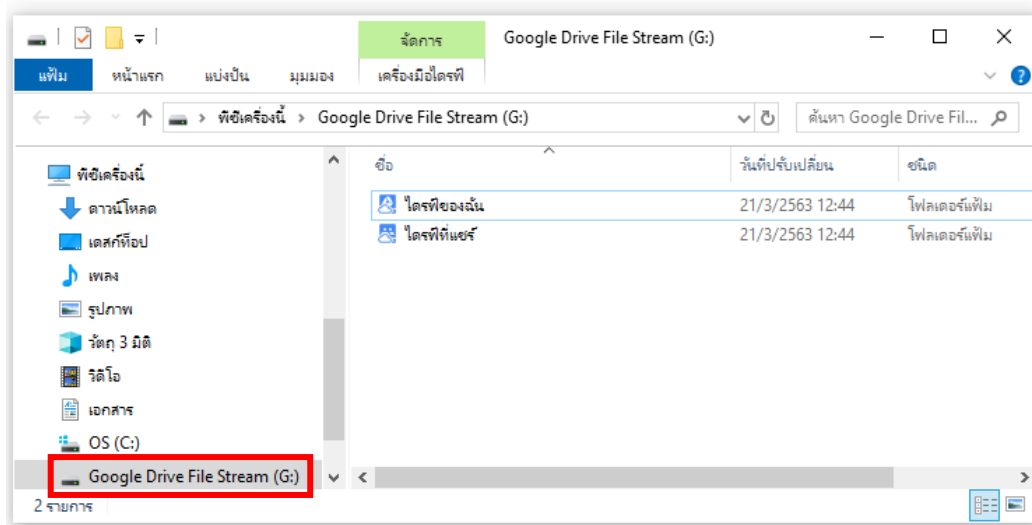 จัดการ Google Drive File Stream (G:)
แฟ้ม หน้าแรก แบ่งปัน มุมมอง เครื่องมือไดรฟ์
พีซีเครื่องนี้ › Google Drive File Stream (G:) ค้นหา Google Drive Fil...
ชื่อ วันที่ปรับเปลี่ยน ชนิด
พีซีเครื่องนี้
ไดรฟ์ของฉัน 21/3/2563 12:44 โฟลเดอร์แฟ้ม
ดาวน์โหลด
ไดรฟ์ที่แชร์ 21/3/2563 12:44 โฟลเดอร์แฟ้ม
เดสก์ท็อป
เพลง
รูปภาพ
วัตถุ 3 มิติ
วิดีโอ
เอกสาร
OS (C:)
Google Drive File Stream (G:)
2 รายการ